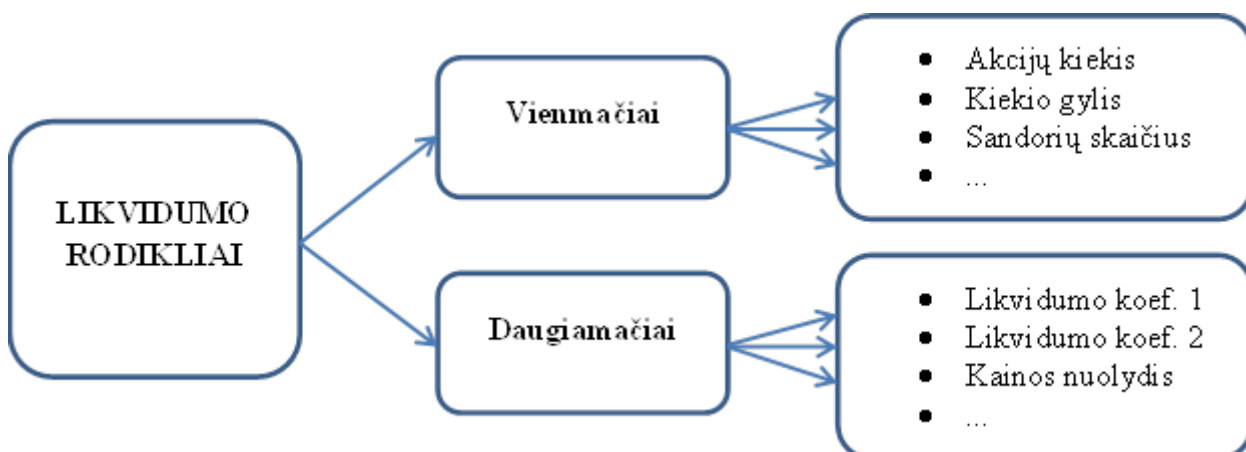 LIKVIDUMO
RODIKLIAI
Vienmačiai
• Akcijų kiekis
• Kiekio gylis
• Sandorių skaičius
• ...
Daugiamačiai
• Likvidumo koef. 1
• Likvidumo koef. 2
• Kainos nuolydis
• ...